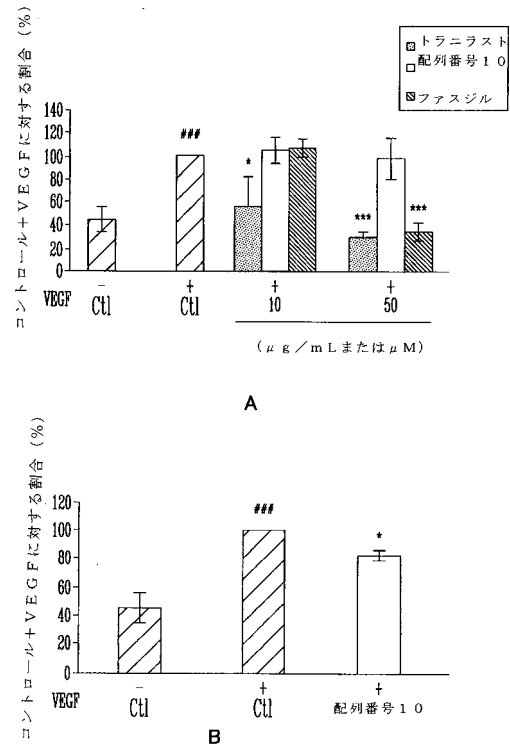 トラニラスト
配列番号10
ファスジル
コントロール+VEGFに対する割合(%)
140
120
100
80
60
40
20
0
###
*
***
***
VEGF
− + + +
Ctl Ctl 10 50
(μg/mLまたはμM)
A
コントロール+VEGFに対する割合(%)
120
100
80
60
40
20
0
###
*
VEGF
− + +
Ctl Ctl 配列番号10
B